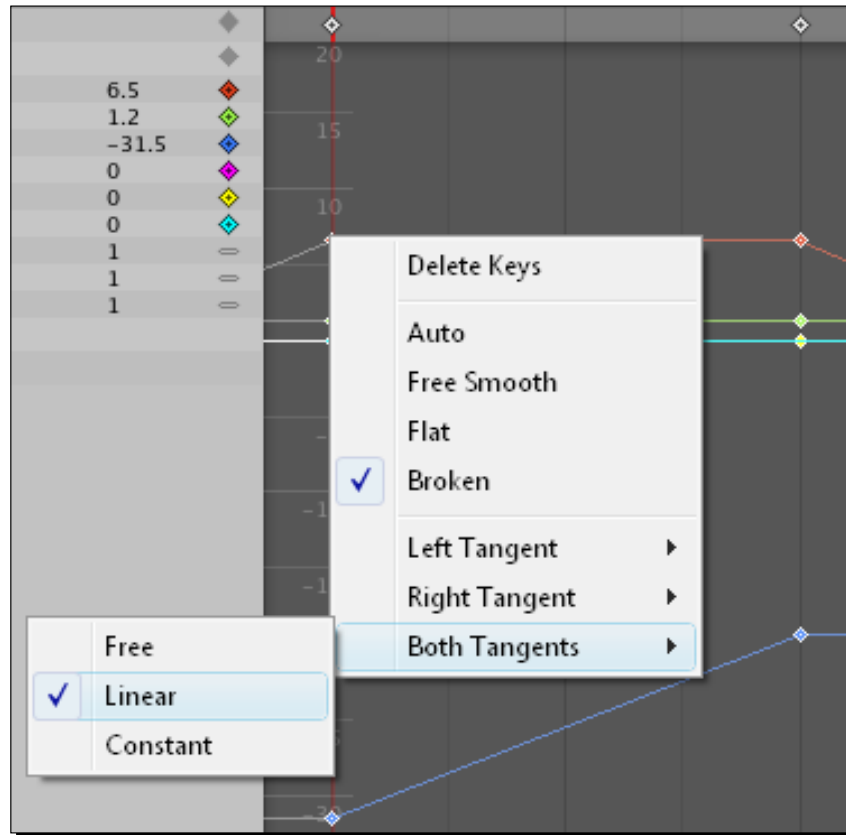 20
6.5
1.2
15
-31.5
0
10
0
0
1
Delete Keys
1
1
Auto
Free Smooth
Flat
Broken
Left Tangent
Right Tangent
Both Tangents
Free
Linear
Constant
-30